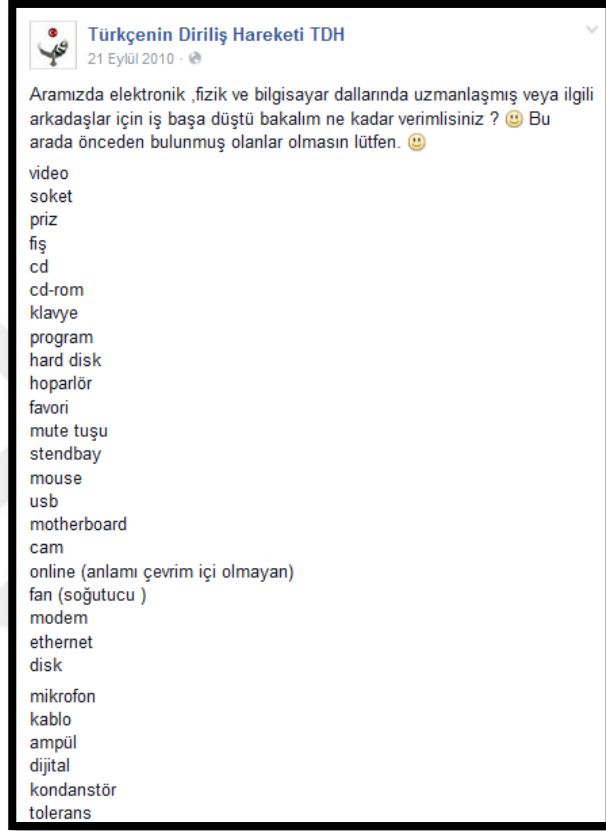 Türkçenin Diriliş Hareketi TDH
21 Eylül 2010 ·
Aramızda elektronik ,fizik ve bilgisayar dallarında uzmanlaşmış veya ilgili
arkadaşlar için iş başa düştü bakalım ne kadar verimlisiniz ? 🙂 Bu
arada önceden bulunmuş olanlar olmasın lütfen. 🙂
video
soket
priz
fiş
cd
cd-rom
klavye
program
hard disk
hoparlör
favori
mute tuşu
stendbay
mouse
usb
motherboard
cam
online (anlamı çevrim içi olmayan)
fan (soğutucu )
modem
ethernet
disk
mikrofon
kablo
ampül
dijital
kondanstör
tolerans